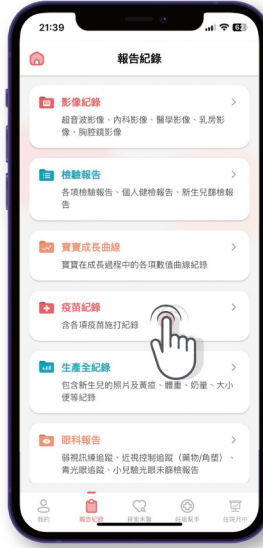 21:39
報告紀錄
影像紀錄
超音波影像、內科影像、醫學影像、乳房影
像、胸腔鏡影像
檢驗報告
各項檢驗報告、個人健檢報告、新生兒篩檢報
告
寶寶成長曲線
寶寶在成長過程中的各項數值曲線紀錄
疫苗紀錄
含各項疫苗施打紀錄
生產全紀錄
包含新生兒的照片及黃疸、體重、奶量、大小
便等紀錄
眼科報告
弱視訓練追蹤、近視控制追蹤（藥物/角塑）、
青光眼追蹤、小兒驗光眼未篩檢報告
我的
報告紀錄
妊娠幫手
住院月中